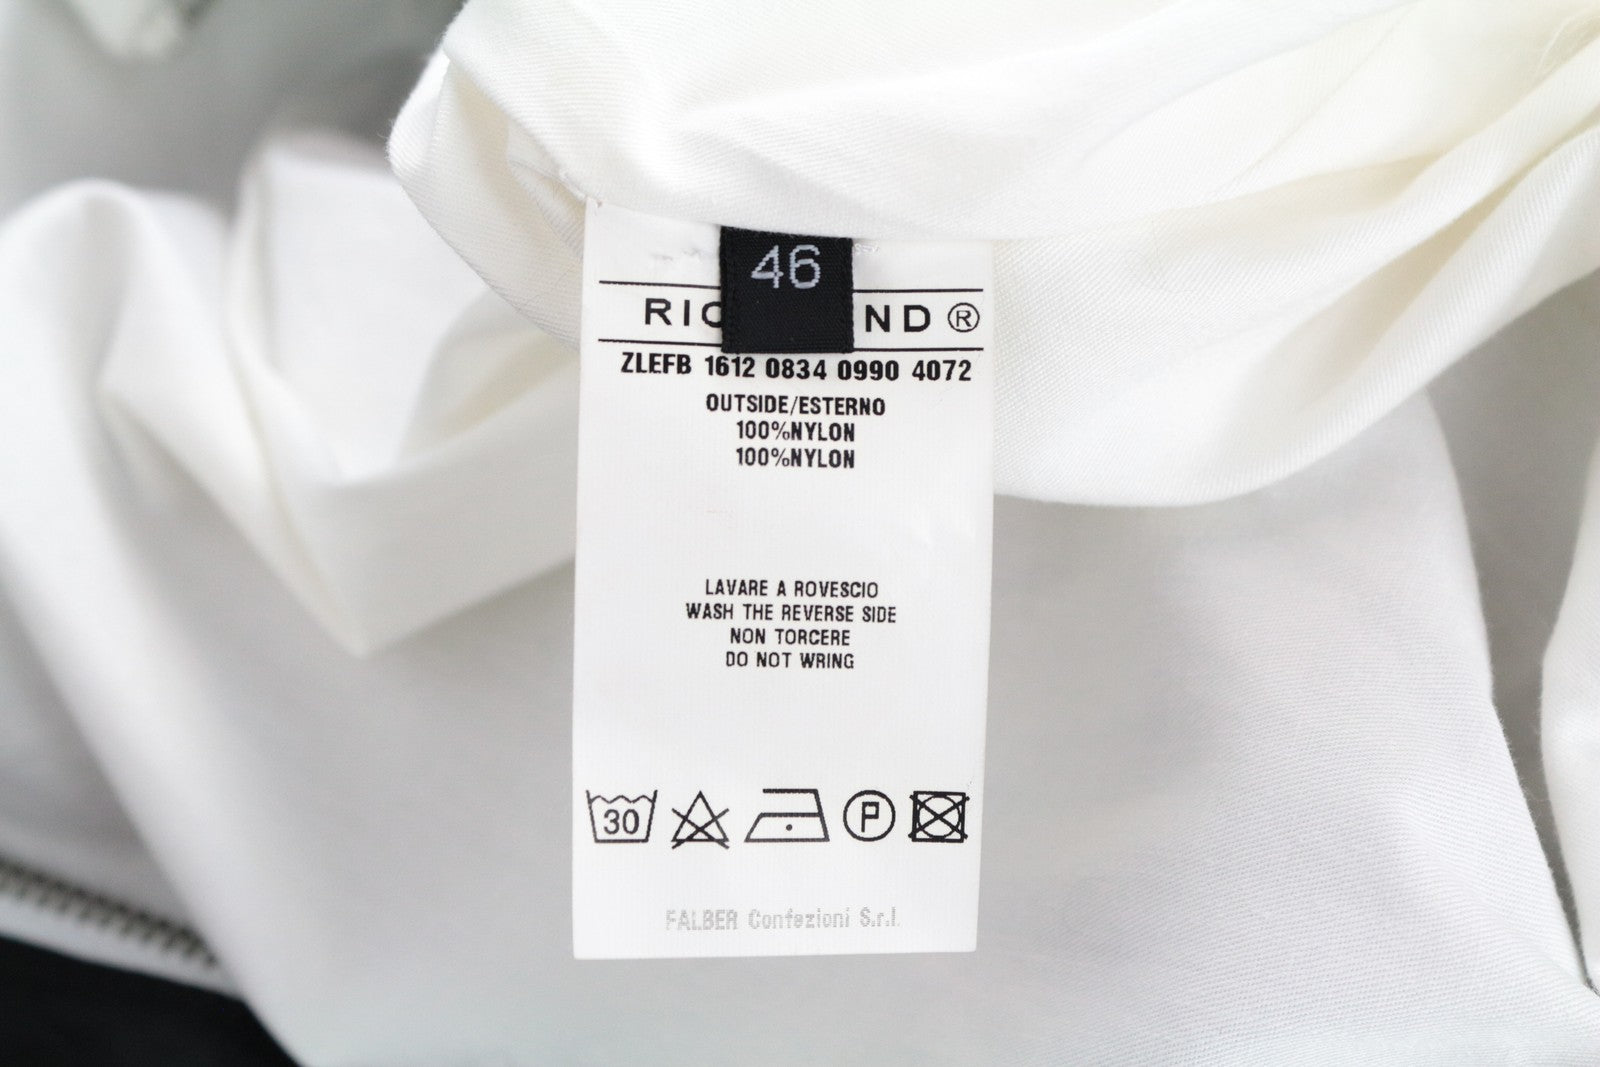 46
RIC ND®
ZLEFB 1612 0834 0990 4072
OUTSIDE/ESTERNO
100%NYLON
100%NYLON
LAVARE A ROVESCIO
WASH THE REVERSE SIDE
NON TORCERE
DO NOT WRING
30 P
FALBER Confezioni S.r.l.